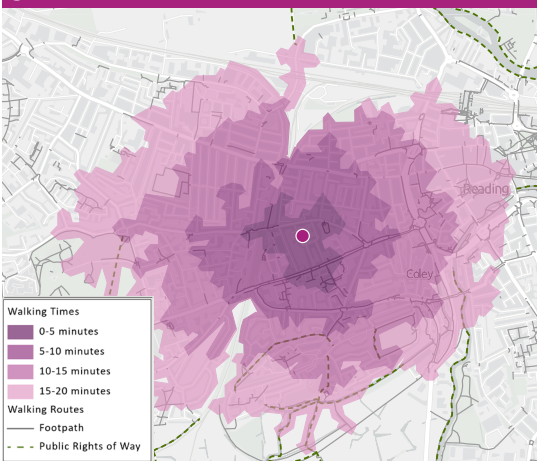 Reading
Coley
Walking Times
0-5 minutes
5-10 minutes
10-15 minutes
15-20 minutes
Walking Routes
Footpath
Public Rights of Way